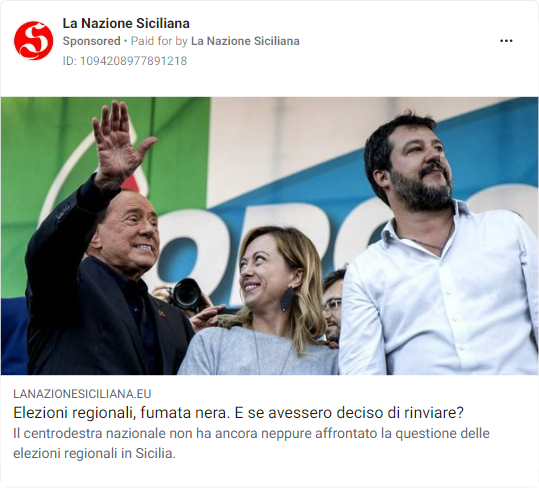 La Nazione Siciliana
Sponsored • Paid for by La Nazione Siciliana
ID: 1094208977891218
LANAZIONESICILIANA.EU
Elezioni regionali, fumata nera. E se avessero deciso di rinviare?
Il centrodestra nazionale non ha ancora neppure affrontato la questione delle
elezioni regionali in Sicilia.